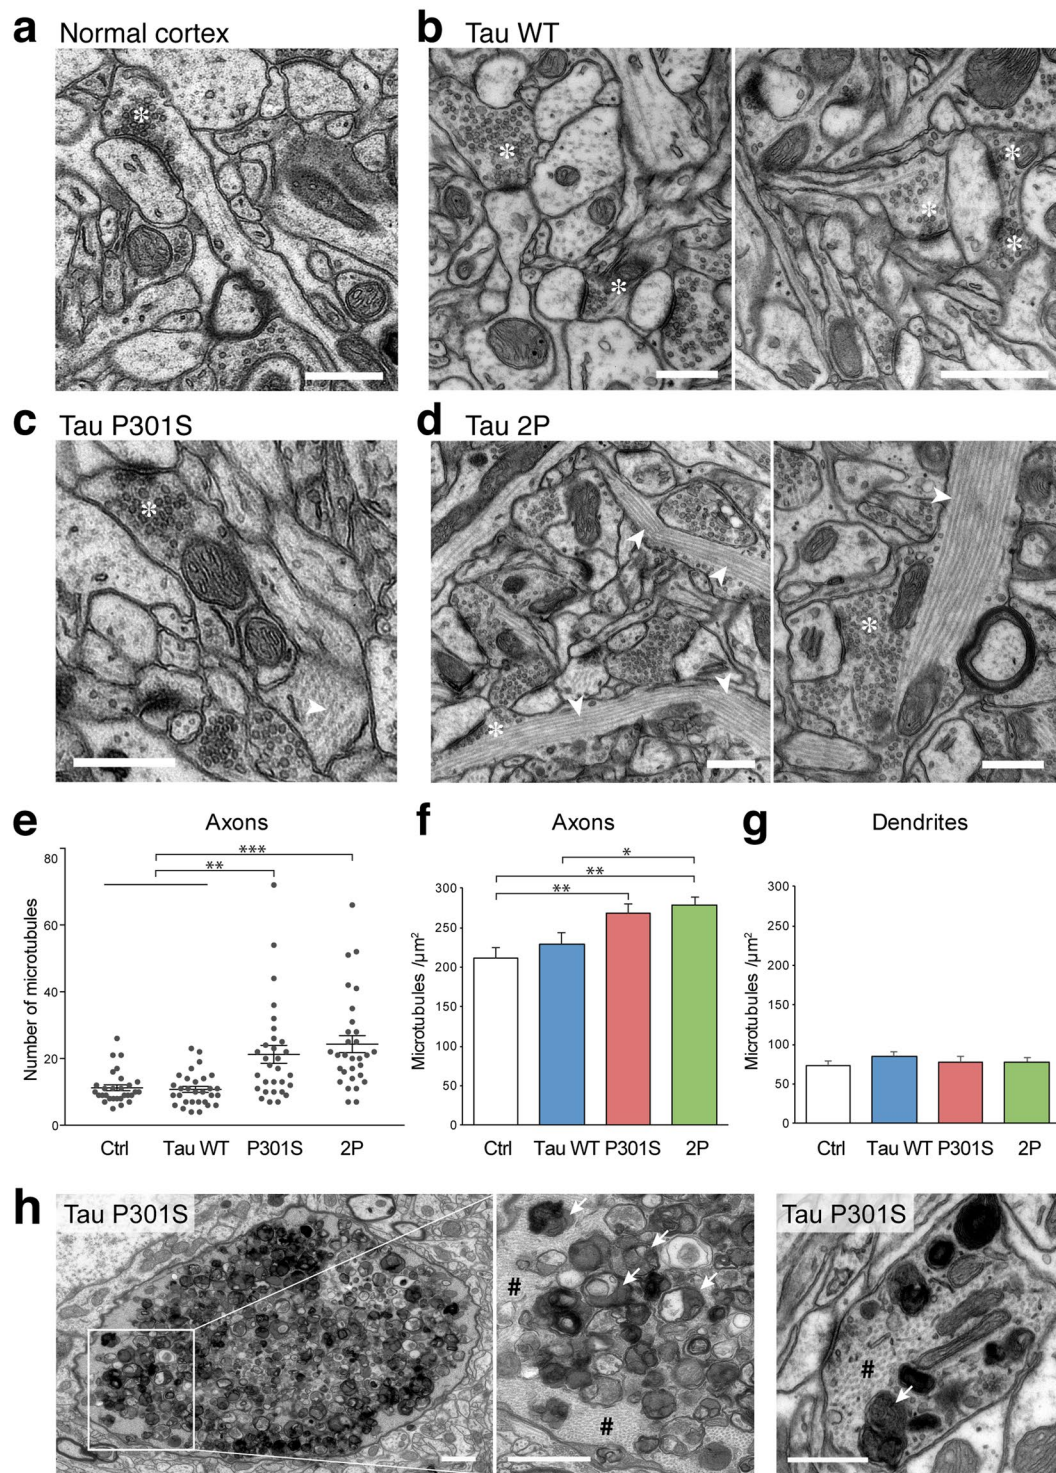 a Normal cortex
*
b Tau WT
* *
* * *
c Tau P301S
*
d Tau 2P
*
*
e Axons
Number of microtubules
80
60
40
20
0
***
**
Ctrl Tau WT P301S 2P
f Axons
Microtubules /µm²
300
250
200
150
100
50
0
*
**
**
Ctrl Tau WT P301S 2P
g Dendrites
Microtubules /µm²
300
250
200
150
100
50
0
Ctrl Tau WT P301S 2P
h Tau P301S
#
#
Tau P301S
#